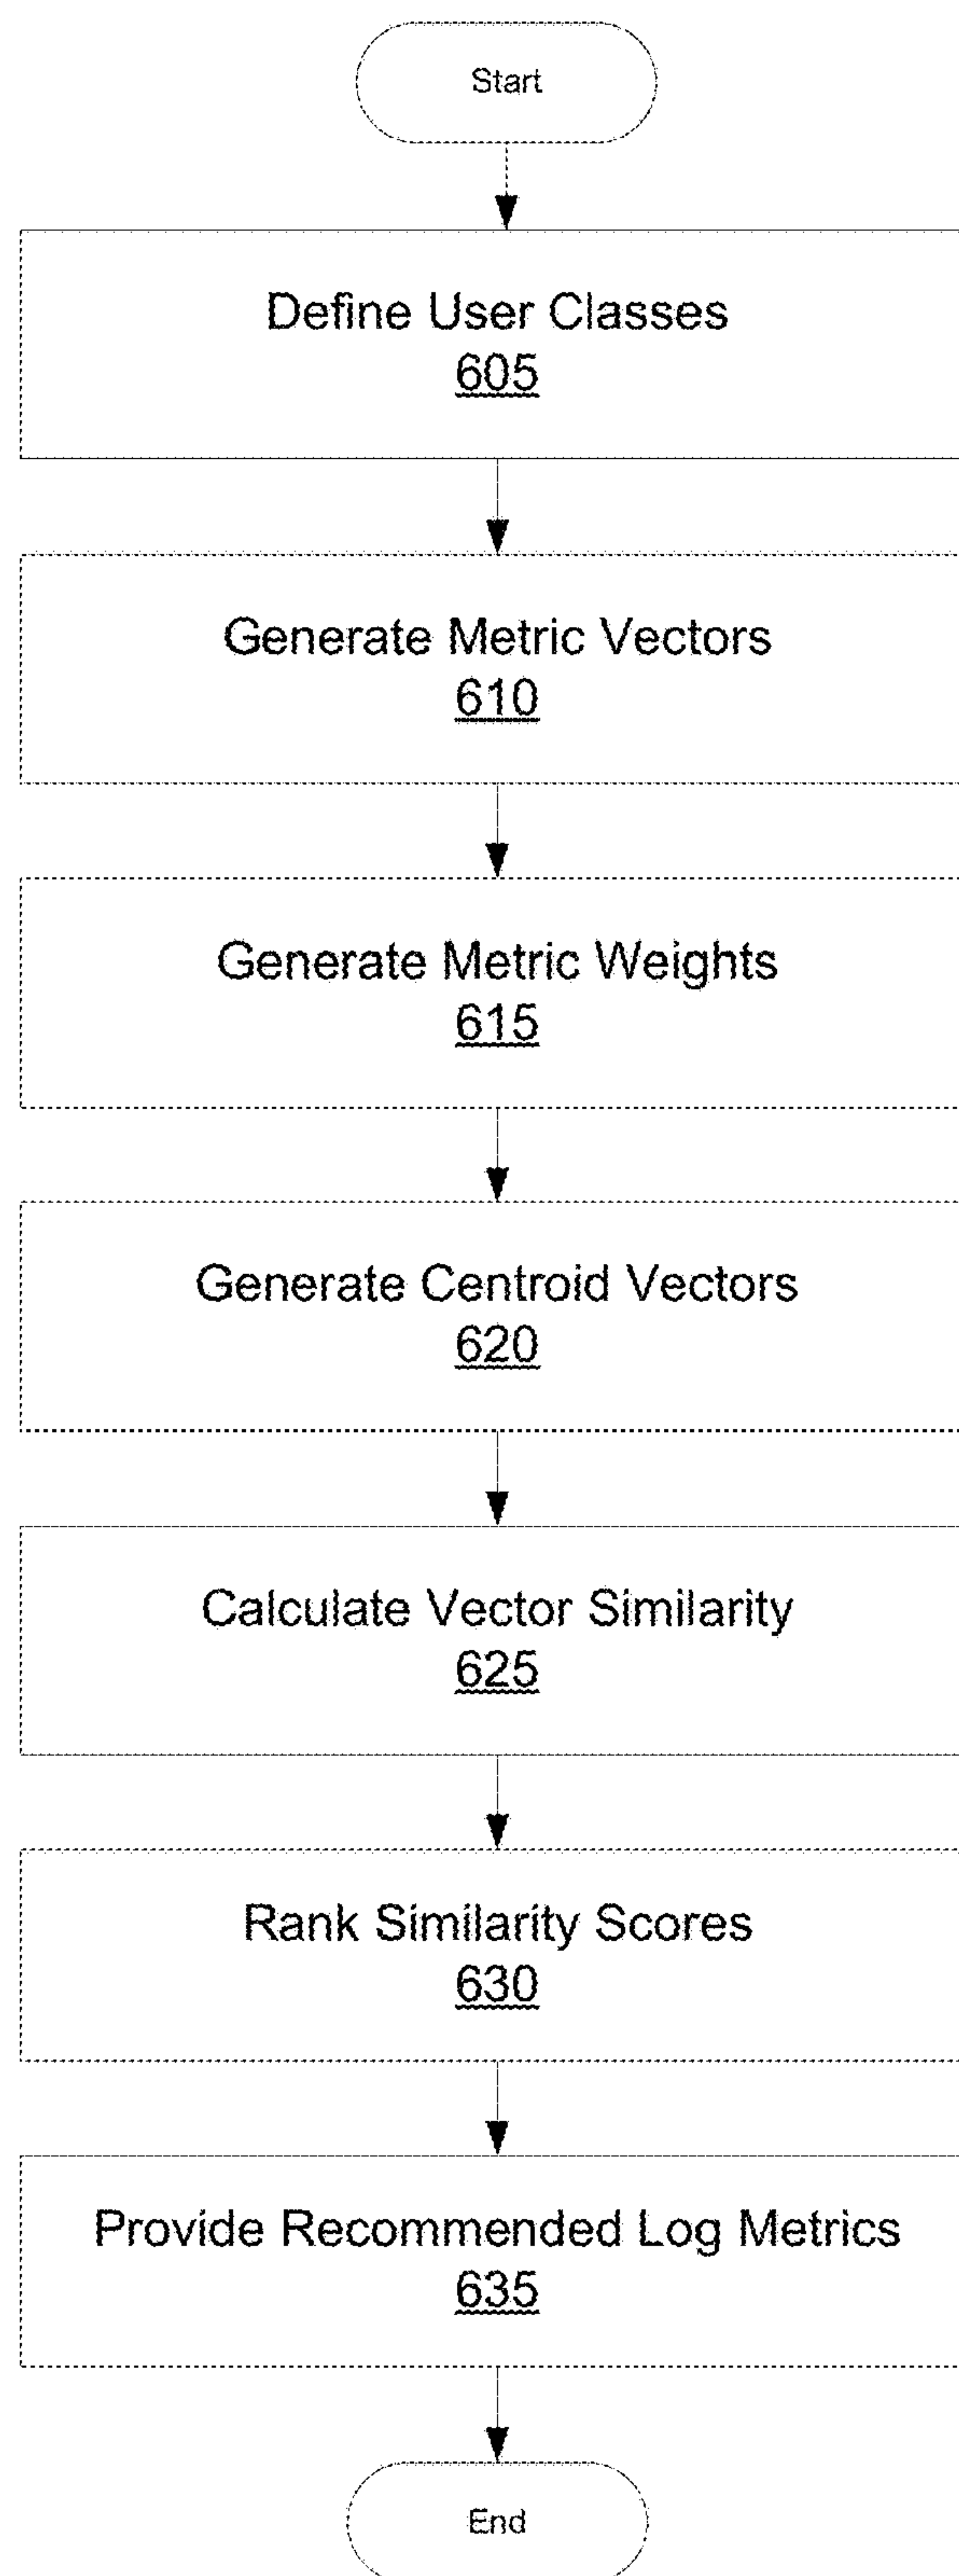 Start
Define User Classes
605
Generate Metric Vectors
610
Generate Metric Weights
615
Generate Centroid Vectors
620
Calculate Vector Similarity
625
Rank Similarity Scores
630
Provide Recommended Log Metrics
635
End